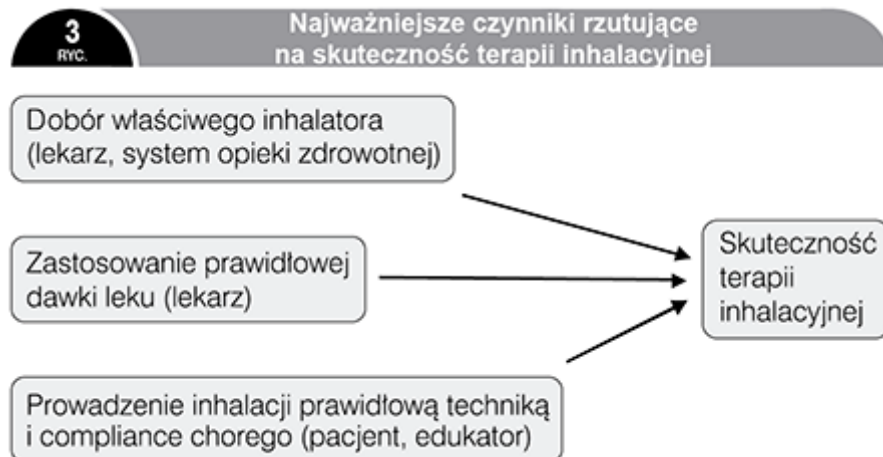 3
RYC.
Najważniejsze czynniki rzutujące
na skuteczność terapii inhalacyjnej
Dobór właściwego inhalatora
(lekarz, system opieki zdrowotnej)
Zastosowanie prawidłowej
dawki leku (lekarz)
Prowadzenie inhalacji prawidłową techniką
i compliance chorego (pacjent, edukator)
Skuteczność
terapii
inhalacyjnej